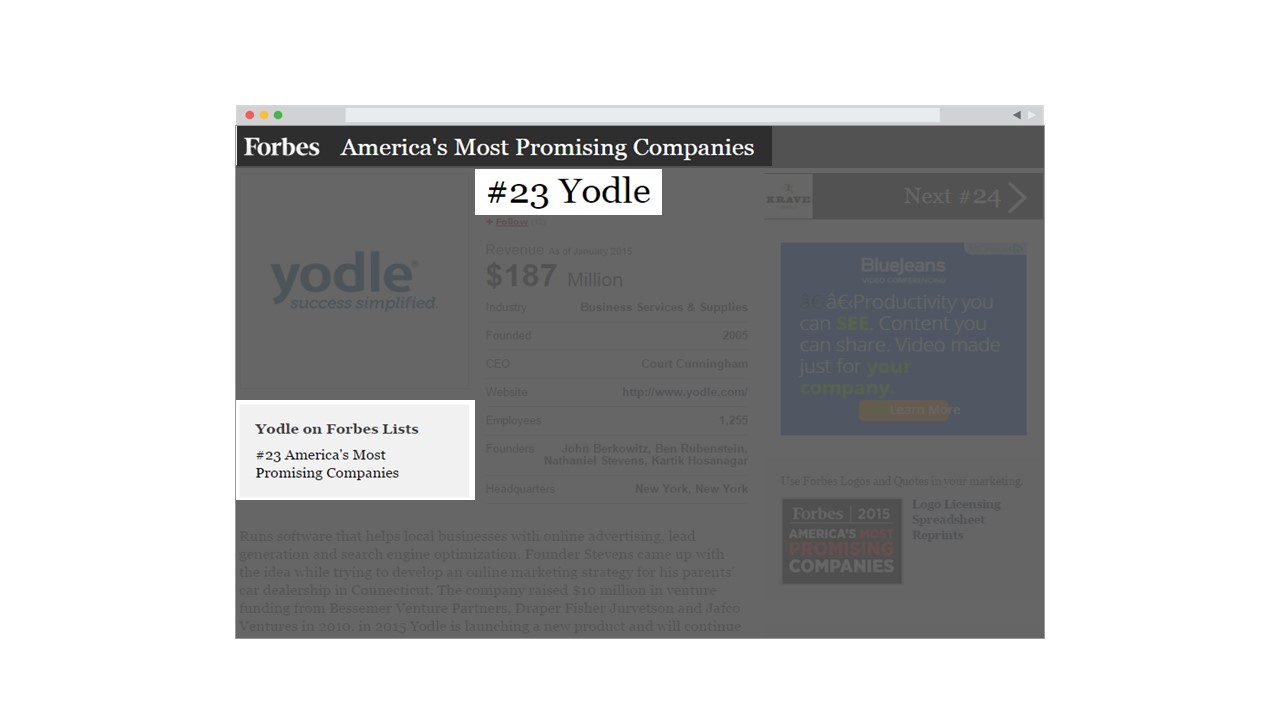 Forbes America's Most Promising Companies
#23 Yodle
+ Follow
yodle®
success simplified.
Revenue As of January 2015
$187 Million
Industry Business Services & Supplies
Founded 2005
CEO Court Cunningham
Website http://www.yodle.com/
Employees 1,255
Founders John Berkowitz, Ben Rubenstein,
Nathaniel Stevens, Kartik Hosanagar
Headquarters New York, New York
Yodle on Forbes Lists
#23 America's Most
Promising Companies
Runs software that helps local businesses with online advertising, lead
generation and search engine optimization. Founder Stevens came up with
the idea while trying to develop an online marketing strategy for his parents'
car dealership in Connecticut. The company raised $10 million in venture
funding from Bessemer Venture Partners, Draper Fisher Jurvetson and Jafco
Ventures in 2010. in 2015 Yodle is launching a new product and will continue
KRAVE
Next #24
BlueJeans
VIDEO CONFERENCING
â€‹Productivity you
can SEE. Content you
can share. Video made
just for your
company.
Learn More
Use Forbes Logos and Quotes in your marketing.
Forbes | 2015
AMERICA'S MOST
PROMISING
COMPANIES
Logo Licensing
Spreadsheet
Reprints